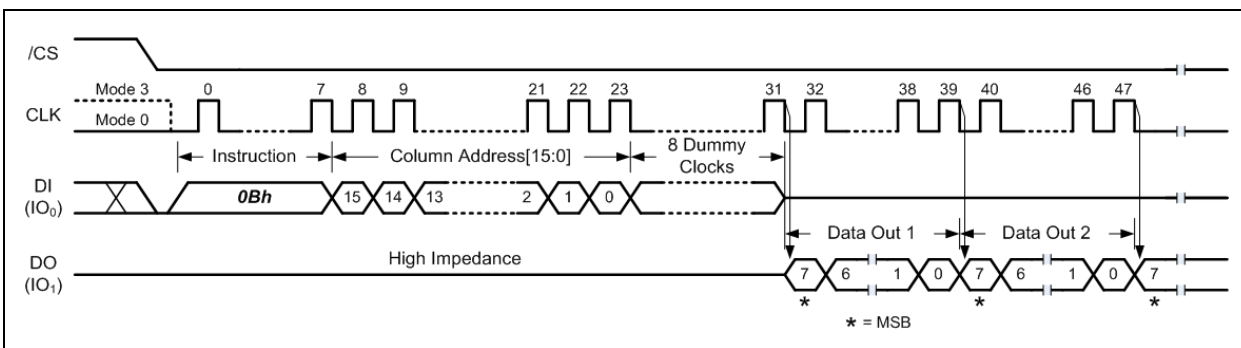 /CS
Mode 3
0 7 8 9 21 22 23 31 32 38 39 40 46 47
CLK
Mode 0
Instruction Column Address[15:0] 8 Dummy Clocks
DI
(IO₀)
0Bh 15 14 13 2 1 0
Data Out 1 Data Out 2
DO
(IO₁)
High Impedance
7 6 1 0 7 6 1 0 7
* * *
* = MSB